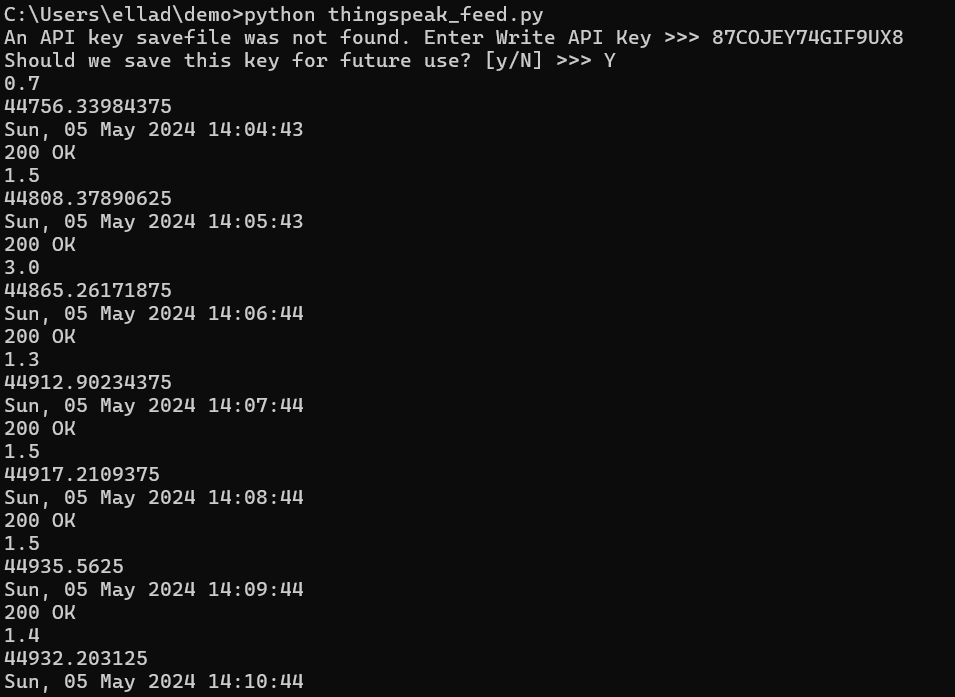 C:\Users\ellad\demo>python thingspeak_feed.py
An API key savefile was not found. Enter Write API Key >>> 87COJEY74GIF9UX8
Should we save this key for future use? [y/N] >>> Y
0.7
44756.33984375
Sun, 05 May 2024 14:04:43
200 OK
1.5
44808.37890625
Sun, 05 May 2024 14:05:43
200 OK
3.0
44865.26171875
Sun, 05 May 2024 14:06:44
200 OK
1.3
44912.90234375
Sun, 05 May 2024 14:07:44
200 OK
1.5
44917.2109375
Sun, 05 May 2024 14:08:44
200 OK
1.5
44935.5625
Sun, 05 May 2024 14:09:44
200 OK
1.4
44932.203125
Sun, 05 May 2024 14:10:44